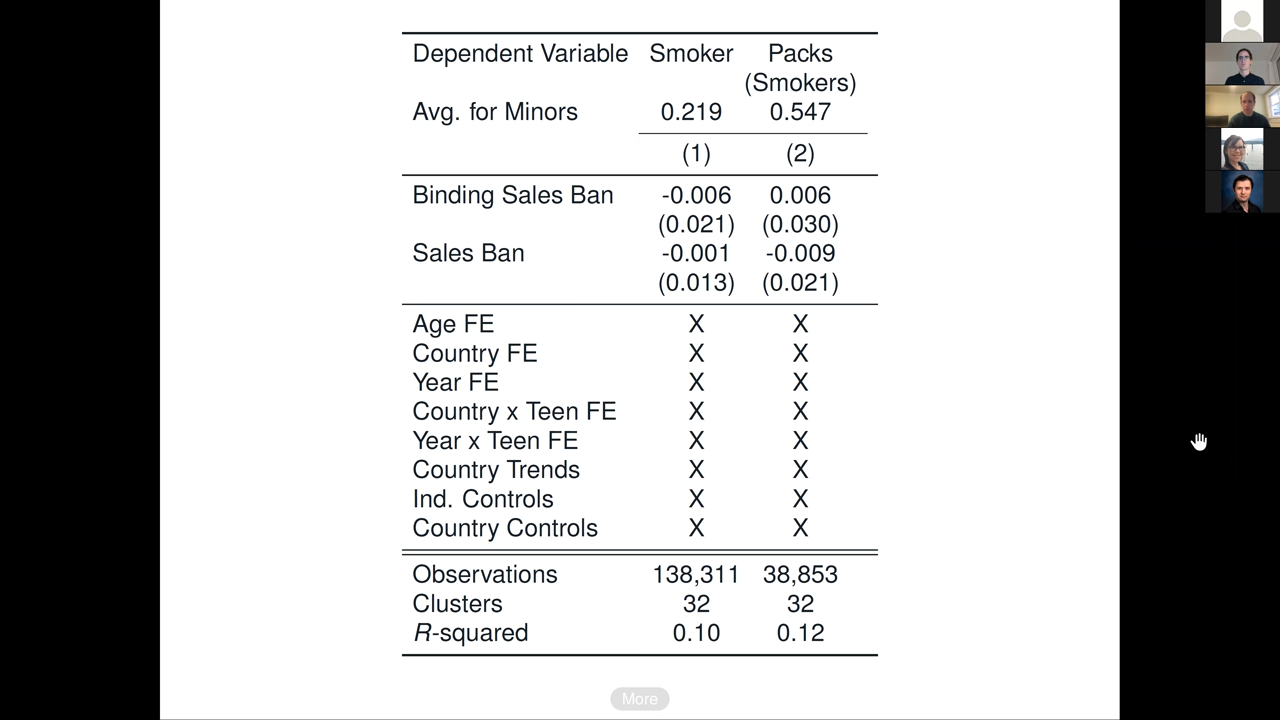 Dependent Variable Smoker Packs
(Smokers)
Avg. for Minors 0.219 0.547
(1) (2)
Binding Sales Ban -0.006 0.006
(0.021) (0.030)
Sales Ban -0.001 -0.009
(0.013) (0.021)
Age FE X X
Country FE X X
Year FE X X
Country x Teen FE X X
Year x Teen FE X X
Country Trends X X
Ind. Controls X X
Country Controls X X
Observations 138,311 38,853
Clusters 32 32
R-squared 0.10 0.12
More